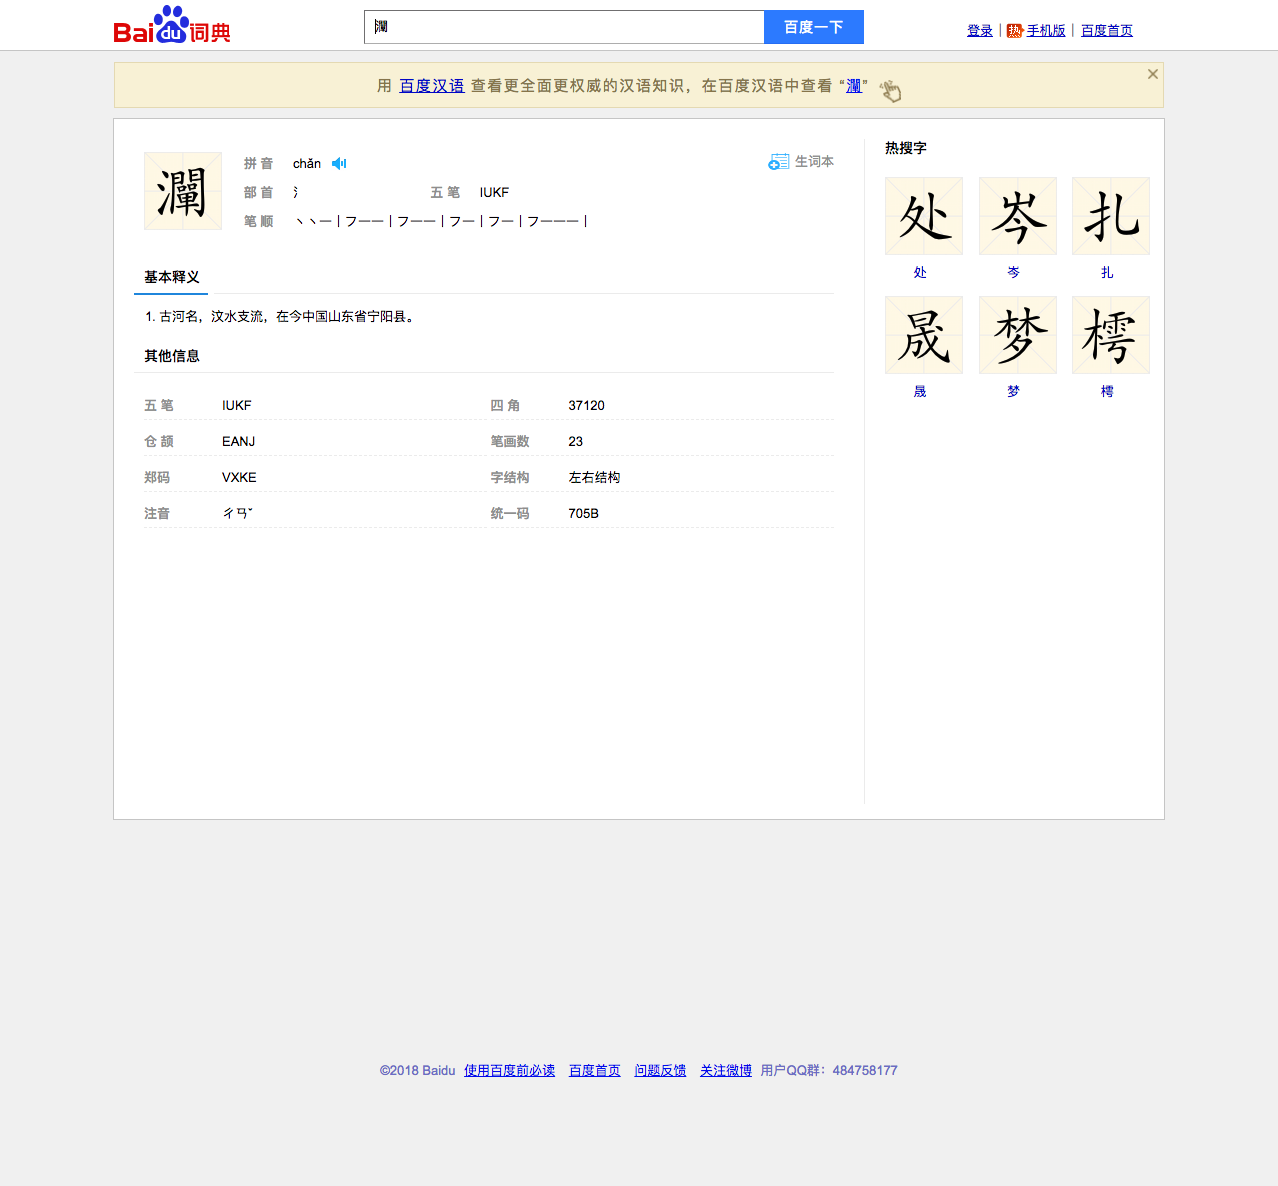 Baidu词典
灛
百度一下
登录 | 热 手机版 | 百度首页
用 百度汉语 查看更全面更权威的汉语知识，在百度汉语中查看 “灛”
灛
拼 音 chǎn
生词本
部 首 氵 五 笔 IUKF
笔 顺 丶丶一丨フ一一丨フ一一丨フ一丨フ一丨フ一一一丨
基本释义
1. 古河名，汶水支流，在今中国山东省宁阳县。
其他信息
五 笔 IUKF 四 角 37120
仓 颉 EANJ 笔画数 23
郑码 VXKE 字结构 左右结构
注音 ㄔㄢˇ 统一码 705B
热搜字
处 岑 扎
处 岑 扎
晟 梦 樗
晟 梦 樗
©2018 Baidu 使用百度前必读 百度首页 问题反馈 关注微博 用户QQ群：484758177